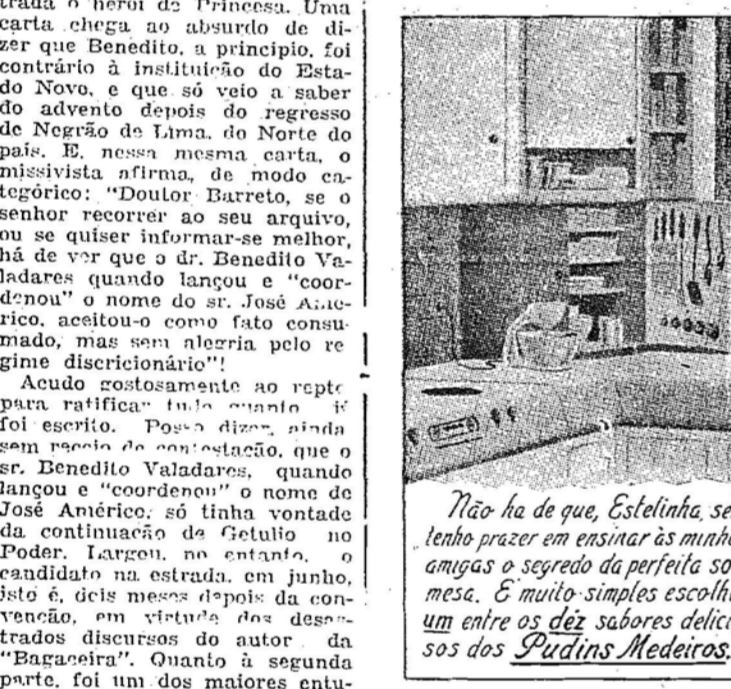 trada o herói de Princesa. Uma
carta chega ao absurdo de di-
zer que Benedito, a principio, foi
contrário à instituição do Esta-
do Novo, e que só veio a saber
do advento depois do regresso
de Negrão de Lima, do Norte do
país. E, nessa mesma carta, o
missivista afirma, de modo ca-
tegórico: "Doutor Barreto, se o
senhor recorrer ao seu arquivo,
ou se quiser informar-se melhor,
há de ver que o dr. Benedito Va-
ladares quando lançou e "coor-
denou" o nome do sr. José Amé-
rico, aceitou-o como fato consu-
mado, mas sem alegria pelo re
gime discricionário"!
Acudo gostosamente ao repto
para ratificar tudo quanto já
foi escrito. Posso dizer, ainda
sem receio de contestação, que o
sr. Benedito Valadares, quando
lançou e "coordenou" o nome de
José Américo, só tinha vontade
da continuação de Getulio no
Poder. Largou, no entanto, o
candidato na estrada, em junho,
isto é, dois meses depois da con-
venção, em virtude dos desas-
trados discursos do autor da
"Bagaceira". Quanto à segunda
parte, foi um dos maiores entu-
Não ha de que, Estelinha, se
tenho prazer em ensinar às minh
amigas o segredo da perfeita so
mesa. É muito simples escolh
um entre os déz sabores delici
sos dos Pudins Medeiros.